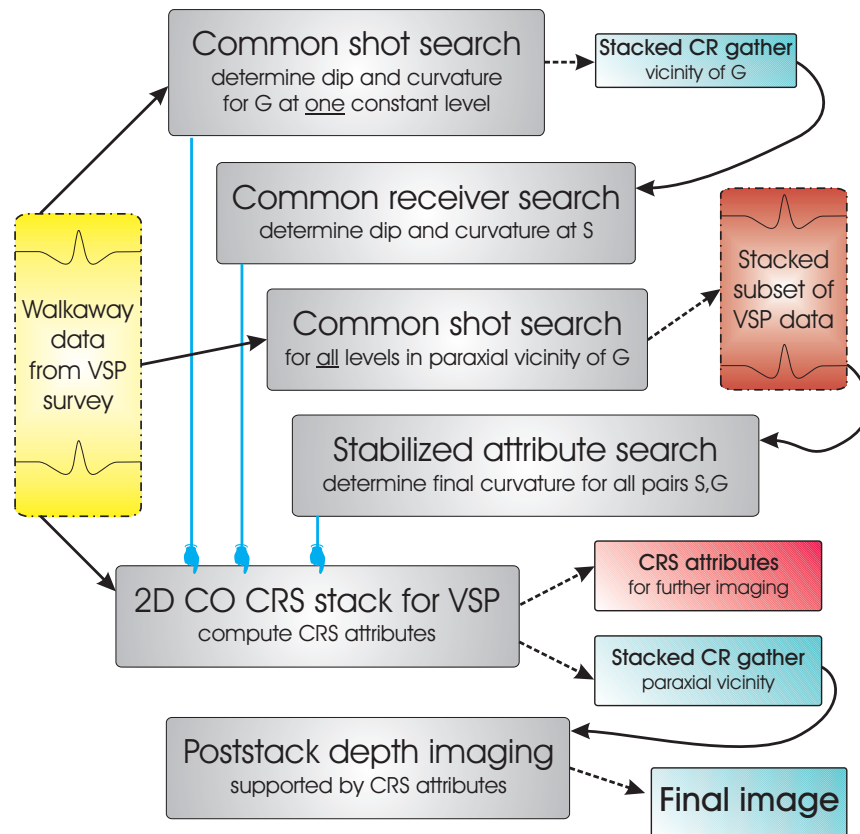 Common shot search
determine dip and curvature
for G at one constant level
Stacked CR gather
vicinity of G
Common receiver search
determine dip and curvature at S
Walkaway
data
from VSP
survey
Stacked
subset of
VSP data
Common shot search
for all levels in paraxial vicinity of G
Stabilized attribute search
determine final curvature for all pairs S,G
2D CO CRS stack for VSP
compute CRS attributes
CRS attributes
for further imaging
Stacked CR gather
paraxial vicinity
Poststack depth imaging
supported by CRS attributes
Final image